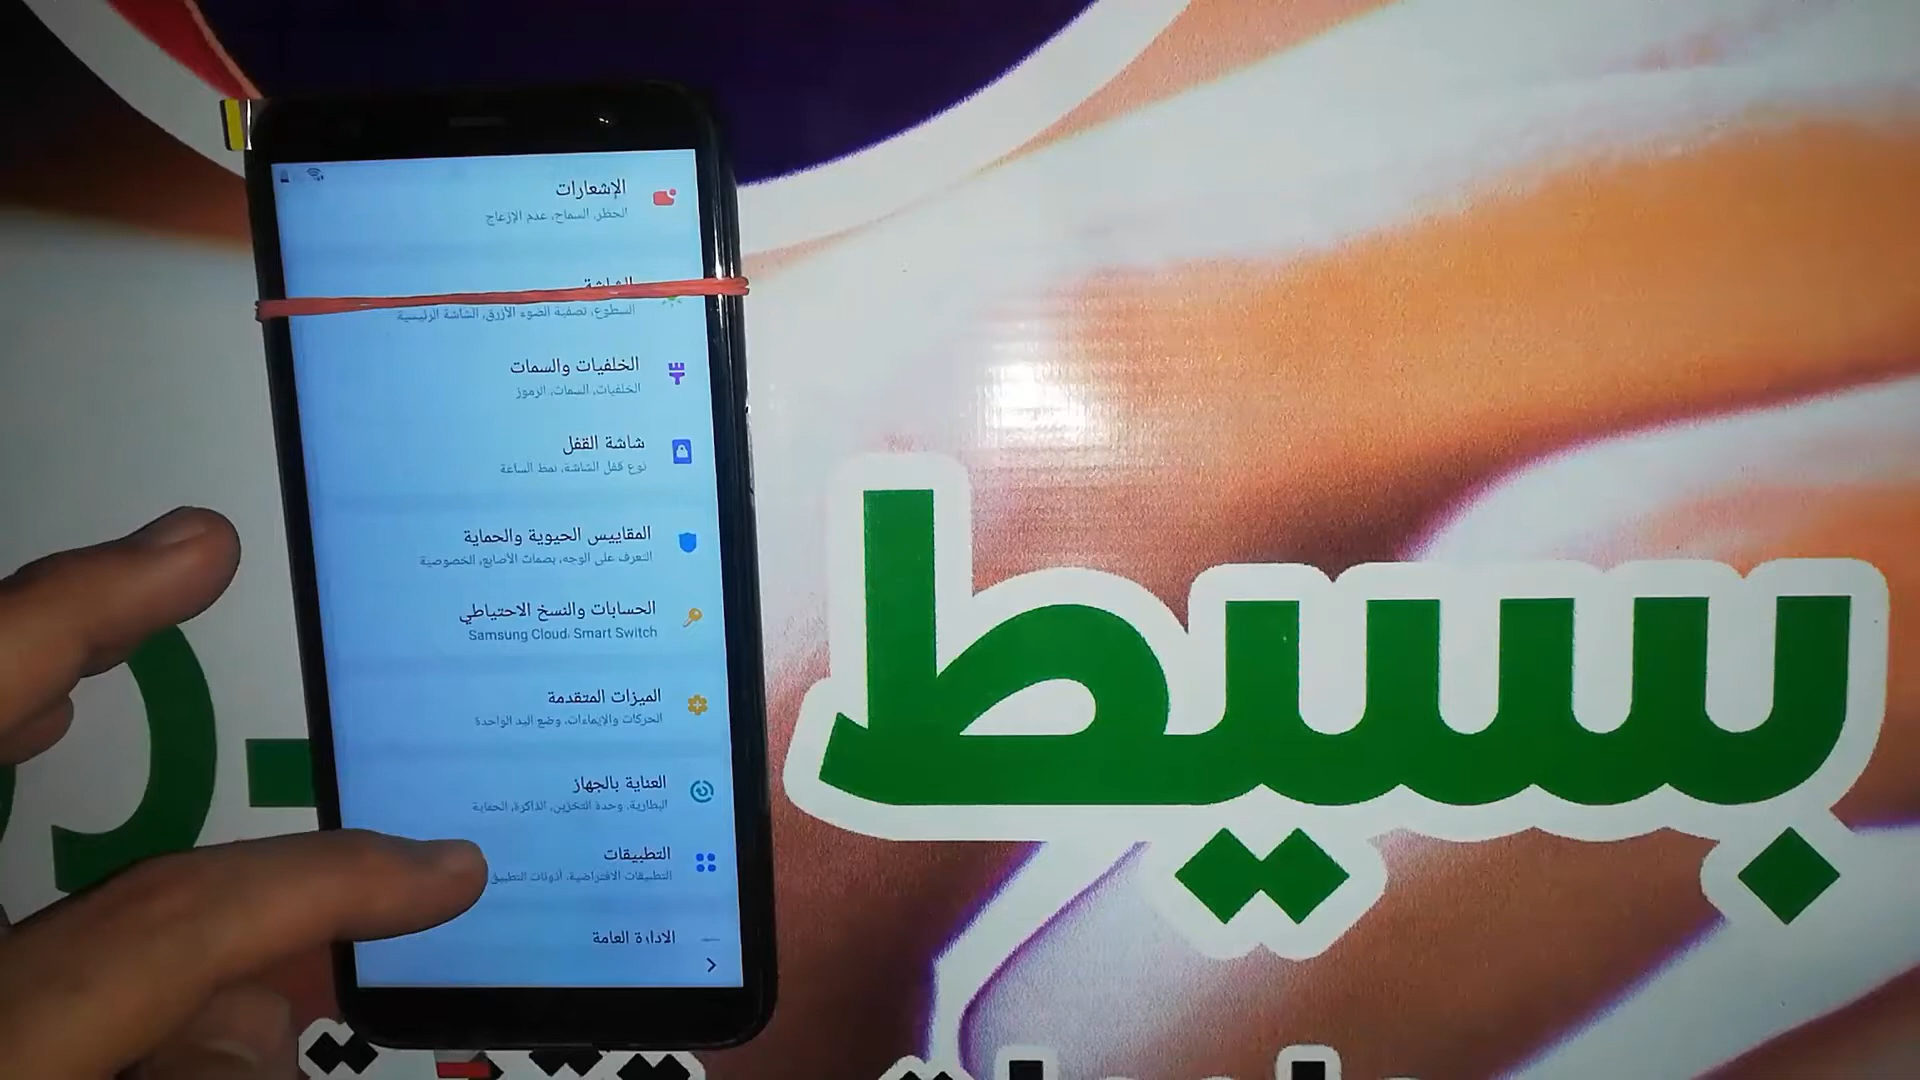 الإشعارات
الحظر، السماح، عدم الإزعاج
الشاشة
السطوع، تصفية الضوء الأزرق، الشاشة الرئيسية
الخلفيات والسمات
الخلفيات، السمات، الرموز
شاشة القفل
نوع قفل الشاشة، نمط الساعة
المقاييس الحيوية والحماية
التعرف على الوجه، بصمات الأصابع، الخصوصية
الحسابات والنسخ الاحتياطي
Samsung Cloud، Smart Switch
الميزات المتقدمة
الحركات والإيماءات، وضع اليد الواحدة
العناية بالجهاز
البطارية، وحدة التخزين، الذاكرة، الحماية
التطبيقات
التطبيقات الافتراضية، أذونات التطبيق
الإدارة العامة
بسيط